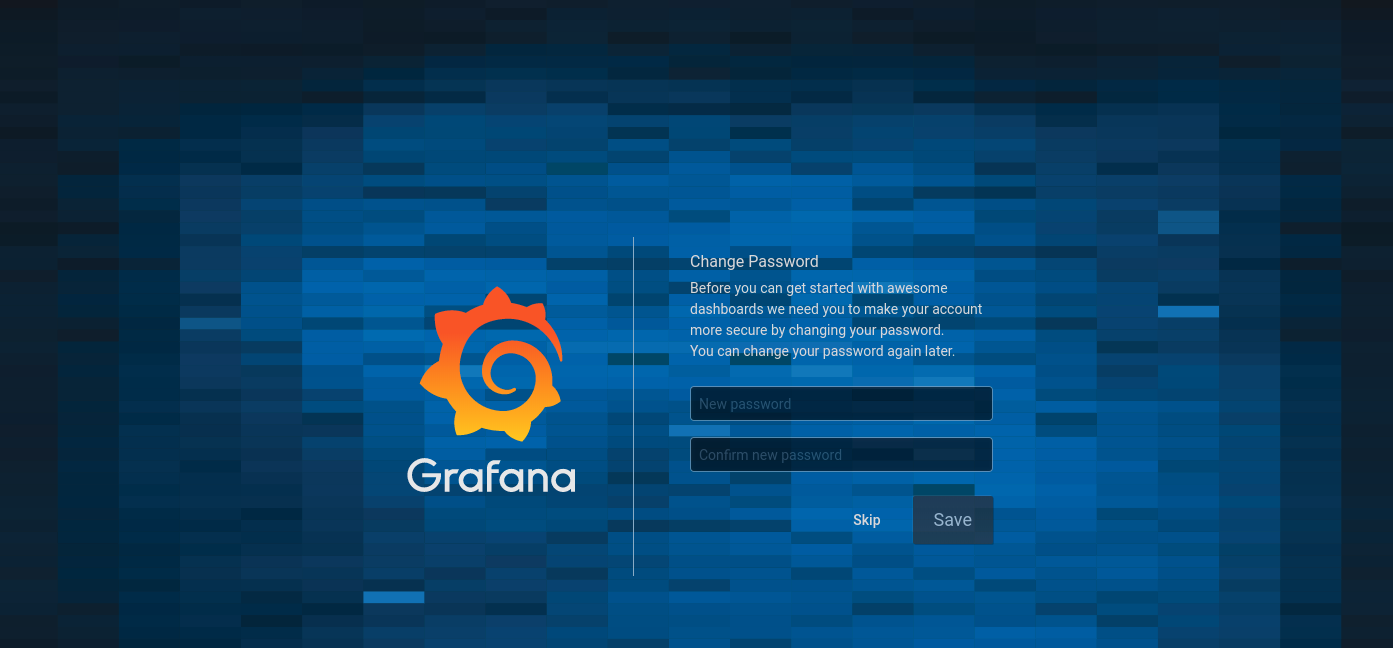 Grafana
Change Password
Before you can get started with awesome
dashboards we need you to make your account
more secure by changing your password.
You can change your password again later.
New password
Confirm new password
Skip
Save